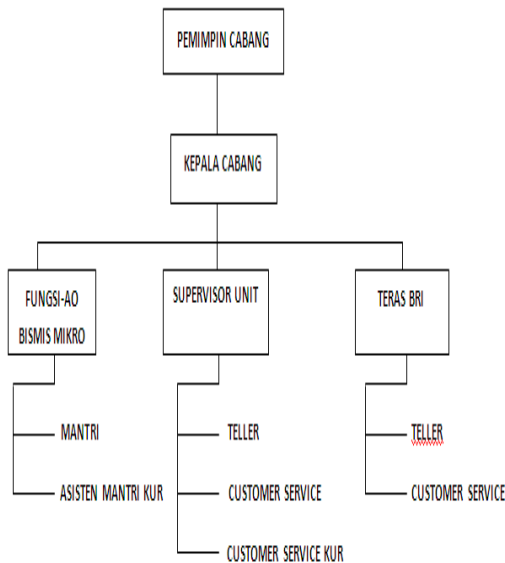 PEMIMPIN CABANG
KEPALA CABANG
FUNGSI-AO
BISMIS MIKRO
SUPERVISOR UNIT
TERAS BRI
MANTRI
ASISTEN MANTRI KUR
TELLER
CUSTOMER SERVICE
CUSTOMER SERVICE KUR
TELLER
CUSTOMER SERVICE